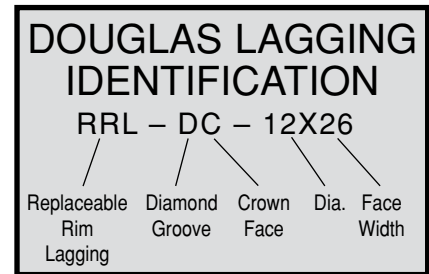 DOUGLAS LAGGING
IDENTIFICATION
RRL – DC – 12X26
Replaceable Diamond Crown Dia. Face
Rim Groove Face Width
Lagging